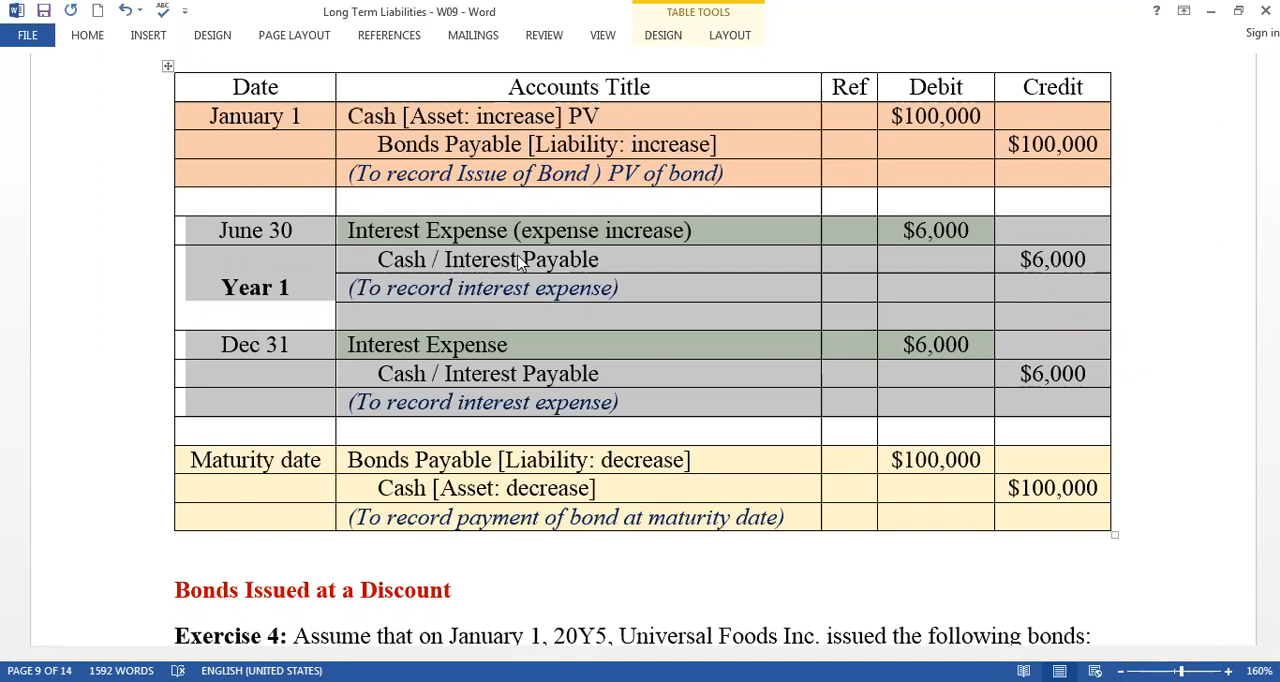 Long Term Liabilities - W09 - Word
TABLE TOOLS
?
FILE HOME INSERT DESIGN PAGE LAYOUT REFERENCES MAILINGS REVIEW VIEW DESIGN LAYOUT Sign in
Date Accounts Title Ref Debit Credit
January 1 Cash [Asset: increase] PV $100,000
Bonds Payable [Liability: increase] $100,000
(To record Issue of Bond ) PV of bond)
June 30 Interest Expense (expense increase) $6,000
Cash / Interest Payable $6,000
Year 1 (To record interest expense)
Dec 31 Interest Expense $6,000
Cash / Interest Payable $6,000
(To record interest expense)
Maturity date Bonds Payable [Liability: decrease] $100,000
Cash [Asset: decrease] $100,000
(To record payment of bond at maturity date)
Bonds Issued at a Discount
Exercise 4: Assume that on January 1, 20Y5, Universal Foods Inc. issued the following bonds:
PAGE 9 OF 14 1592 WORDS ENGLISH (UNITED STATES) 160%